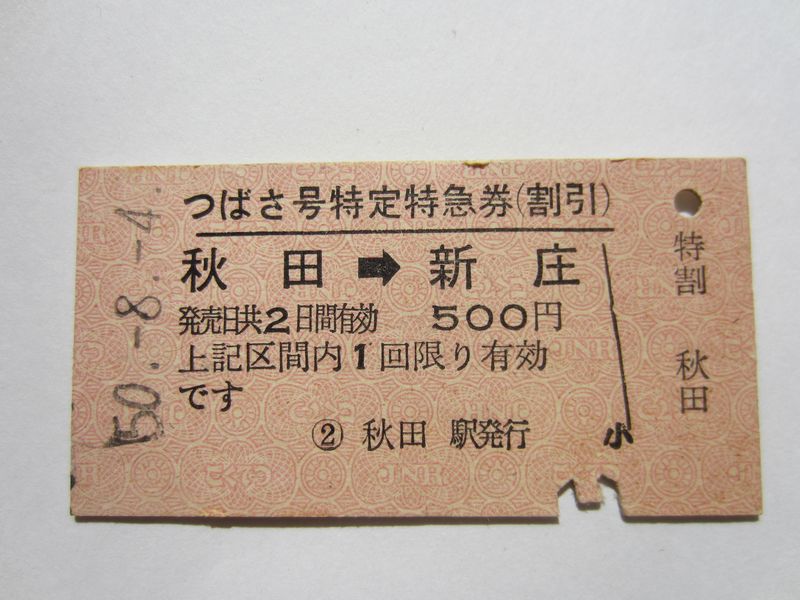 つばさ号特定特急券(割引)
秋田➡新庄
発売日共2日間有効 500円
上記区間内1回限り有効
です
② 秋田 駅発行
小
特割 秋田
50.-8.-4.